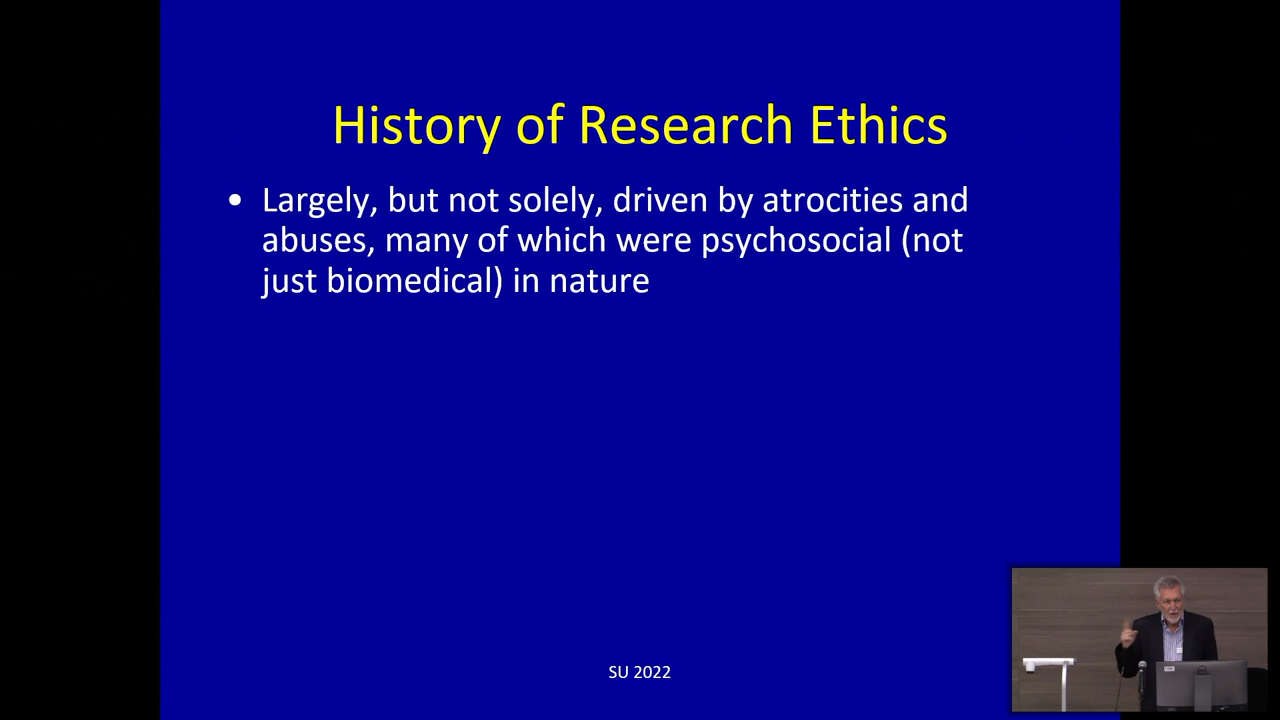 History of Research Ethics
• Largely, but not solely, driven by atrocities and
abuses, many of which were psychosocial (not
just biomedical) in nature
SU 2022